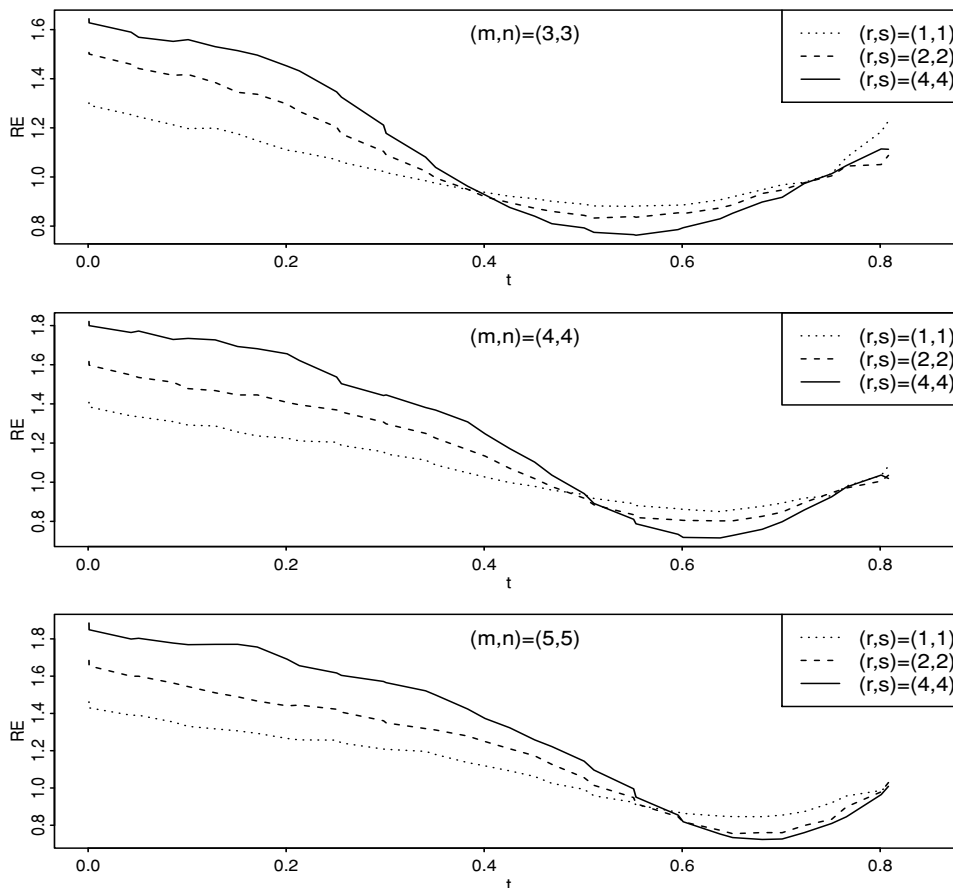 (m,n)=(3,3)
(r,s)=(1,1)
(r,s)=(2,2)
(r,s)=(4,4)
RE
1.6
1.4
1.2
1.0
0.8
0.0 0.2 0.4 0.6 0.8
t
(m,n)=(4,4)
(r,s)=(1,1)
(r,s)=(2,2)
(r,s)=(4,4)
RE
1.8
1.6
1.4
1.2
1.0
0.8
0.0 0.2 0.4 0.6 0.8
t
(m,n)=(5,5)
(r,s)=(1,1)
(r,s)=(2,2)
(r,s)=(4,4)
RE
1.8
1.6
1.4
1.2
1.0
0.8
0.0 0.2 0.4 0.6 0.8
t